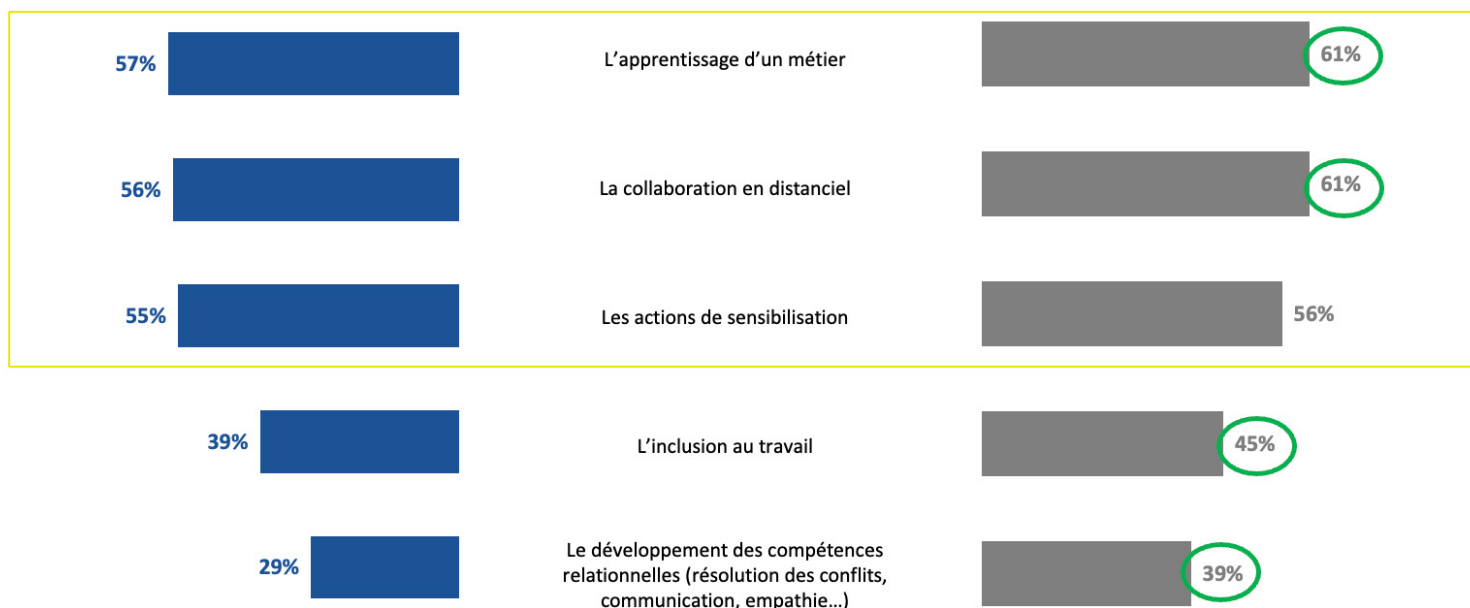 57%
L’apprentissage d’un métier
61%
56%
La collaboration en distanciel
61%
55%
Les actions de sensibilisation
56%
39%
L’inclusion au travail
45%
29%
Le développement des compétences
relationnelles (résolution des conflits,
communication, empathie…)
39%